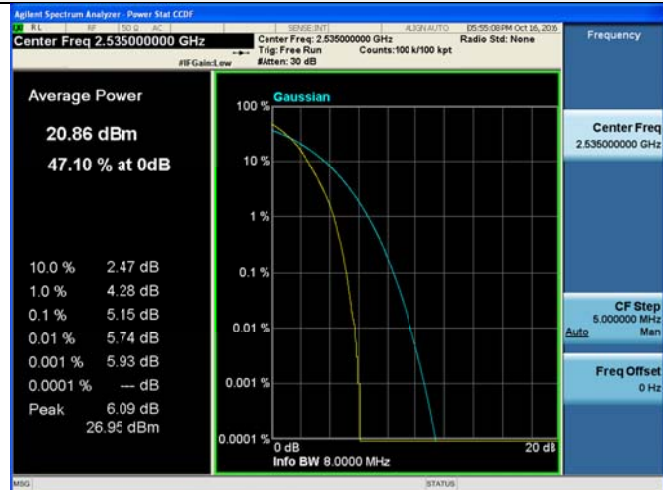 Agilent Spectrum Analyzer - Power Stat CCDF
RL RF 50 Ω AC SENSE:INT ALIGN AUTO 05:55:08 PM Oct 16, 2016
Center Freq 2.535000000 GHz
Center Freq: 2.535000000 GHz Radio Std: None
Trig: Free Run Counts:100 k/100 kpt
#IFGain:Low #Atten: 30 dB
Frequency
Average Power
20.86 dBm
47.10 % at 0dB
10.0 % 2.47 dB
1.0 % 4.28 dB
0.1 % 5.15 dB
0.01 % 5.74 dB
0.001 % 5.93 dB
0.0001 % --- dB
Peak 6.09 dB
26.95 dBm
Gaussian
100 %
10 %
1 %
0.1 %
0.01 %
0.001 %
0.0001 %
0 dB 20 dB
Info BW 8.0000 MHz
Center Freq
2.535000000 GHz
CF Step
5.000000 MHz
Auto Man
Freq Offset
0 Hz
MSG STATUS